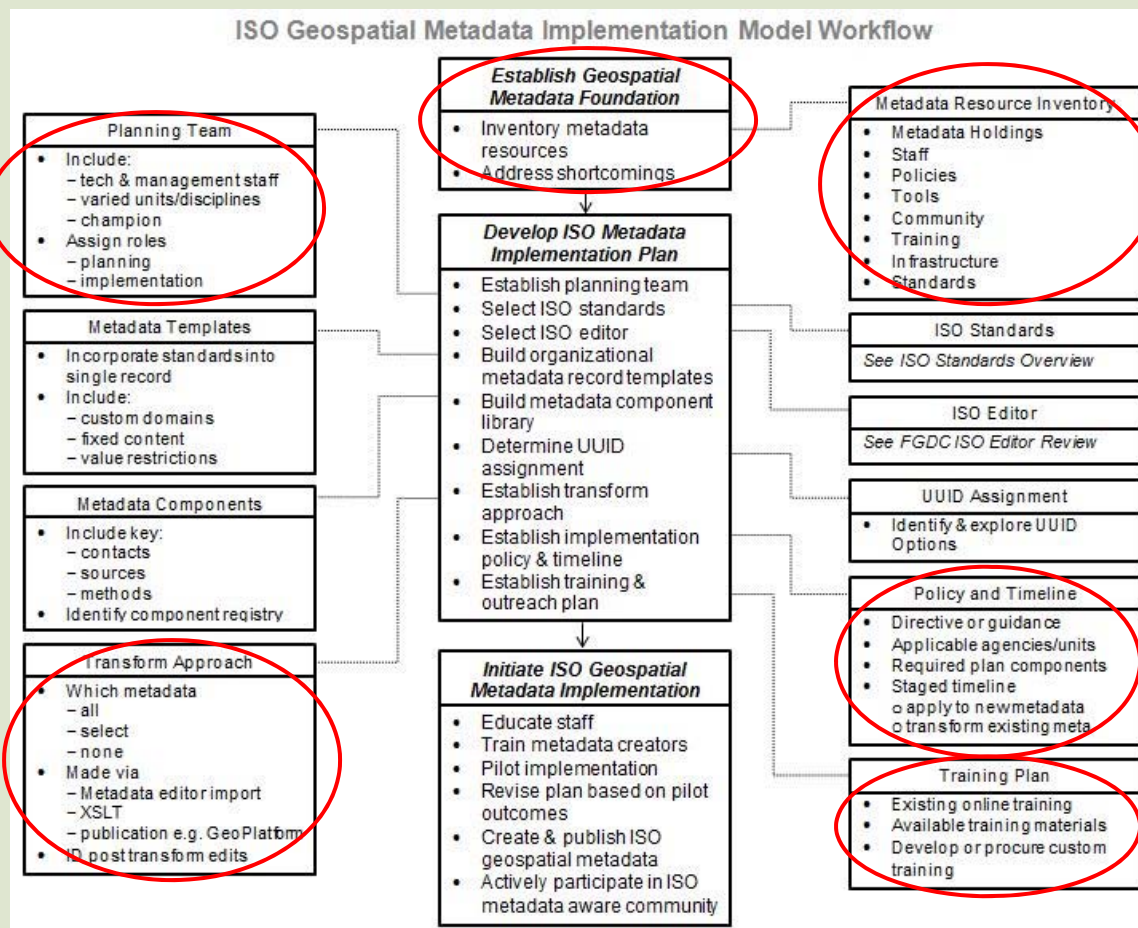 ISO Geospatial Metadata Implementation Model Workflow
Establish Geospatial
Metadata Foundation
• Inventory metadata
resources
• Address shortcomings
Metadata Resource Inventory
• Metadata Holdings
• Staff
• Policies
• Tools
• Community
• Training
• Infrastructure
• Standards
Planning Team
• Include:
– tech & management staff
– varied units/disciplines
– champion
• Assign roles
– planning
– implementation
Develop ISO Metadata
Implementation Plan
• Establish planning team
• Select ISO standards
• Select ISO editor
• Build organizational
metadata record templates
• Build metadata component
library
• Determine UUID
assignment
• Establish transform
approach
• Establish implementation
policy & timeline
• Establish training &
outreach plan
Metadata Templates
• Incorporate standards into
single record
• Include:
– custom domains
– fixed content
– value restrictions
ISO Standards
See ISO Standards Overview
ISO Editor
See FGDC ISO Editor Review
Metadata Components
• Include key:
– contacts
– sources
– methods
• Identify component registry
UUID Assignment
• Identify & explore UUID
Options
Policy and Timeline
• Directive or guidance
• Applicable agencies/units
• Required plan components
• Staged timeline
o apply to new metadata
o transform existing meta
Transform Approach
• Which metadata
– all
– select
– none
• Made via
– Metadata editor import
– XSLT
– publication e.g. GeoPlatform
• ID post transform edits
Initiate ISO Geospatial
Metadata Implementation
• Educate staff
• Train metadata creators
• Pilot implementation
• Revise plan based on pilot
outcomes
• Create & publish ISO
geospatial metadata
• Actively participate in ISO
metadata aware community
Training Plan
• Existing online training
• Available training materials
• Develop or procure custom
training